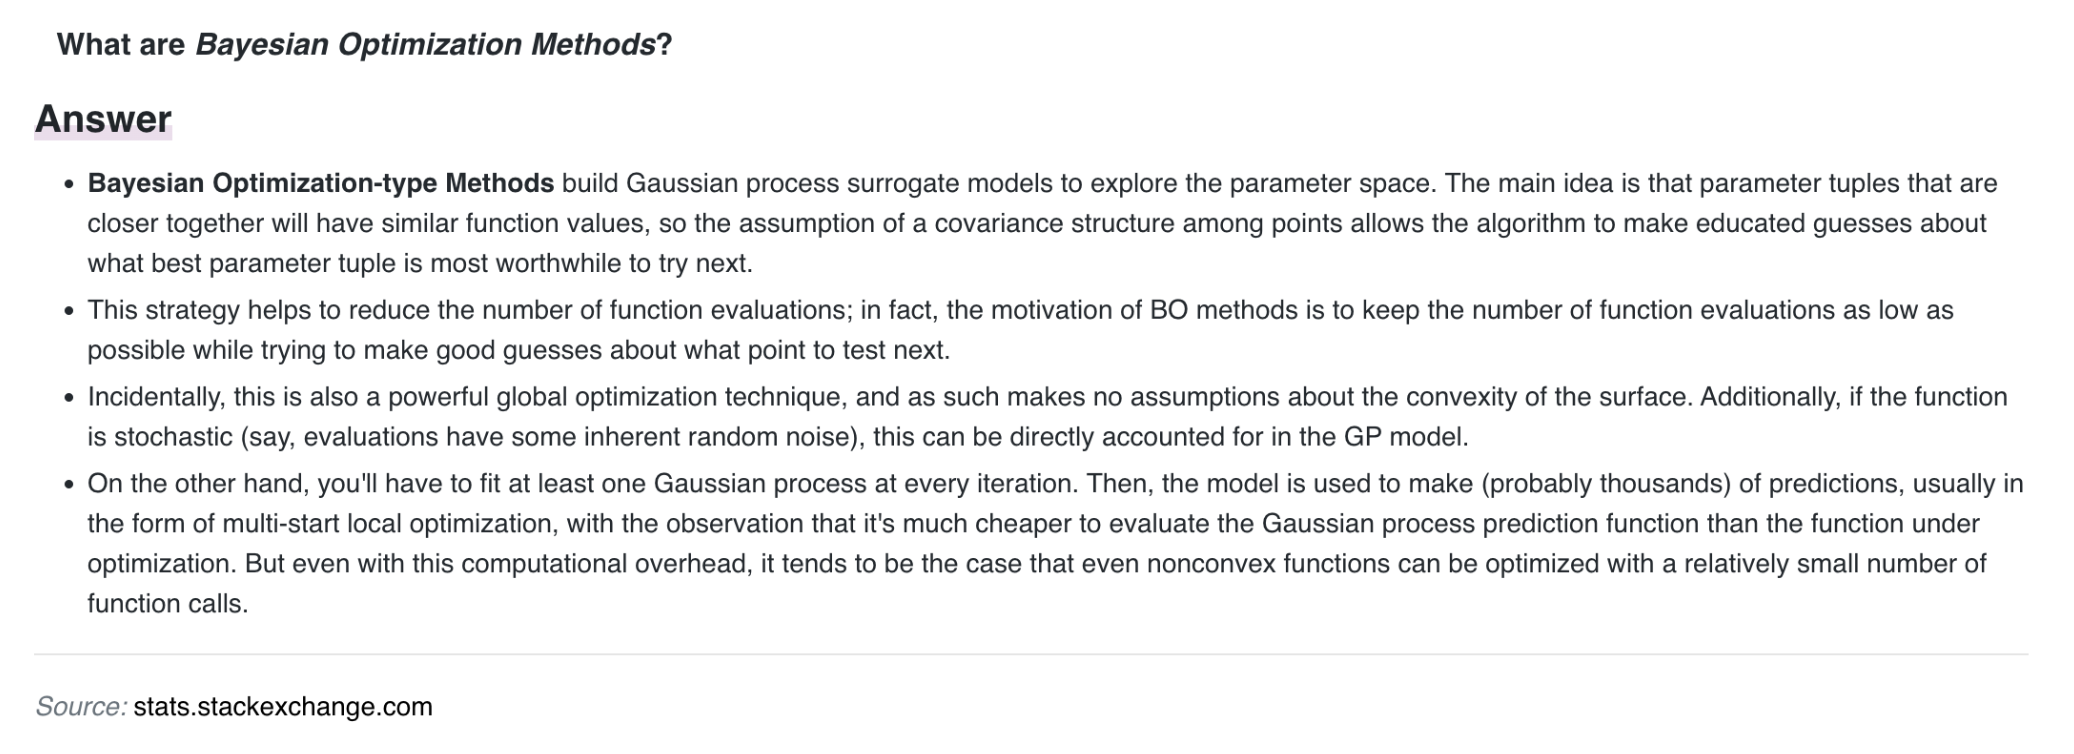 What are Bayesian Optimization Methods?
Answer
• Bayesian Optimization-type Methods build Gaussian process surrogate models to explore the parameter space. The main idea is that parameter tuples that are
closer together will have similar function values, so the assumption of a covariance structure among points allows the algorithm to make educated guesses about
what best parameter tuple is most worthwhile to try next.
• This strategy helps to reduce the number of function evaluations; in fact, the motivation of BO methods is to keep the number of function evaluations as low as
possible while trying to make good guesses about what point to test next.
• Incidentally, this is also a powerful global optimization technique, and as such makes no assumptions about the convexity of the surface. Additionally, if the function
is stochastic (say, evaluations have some inherent random noise), this can be directly accounted for in the GP model.
• On the other hand, you'll have to fit at least one Gaussian process at every iteration. Then, the model is used to make (probably thousands) of predictions, usually in
the form of multi-start local optimization, with the observation that it's much cheaper to evaluate the Gaussian process prediction function than the function under
optimization. But even with this computational overhead, it tends to be the case that even nonconvex functions can be optimized with a relatively small number of
function calls.
Source: stats.stackexchange.com